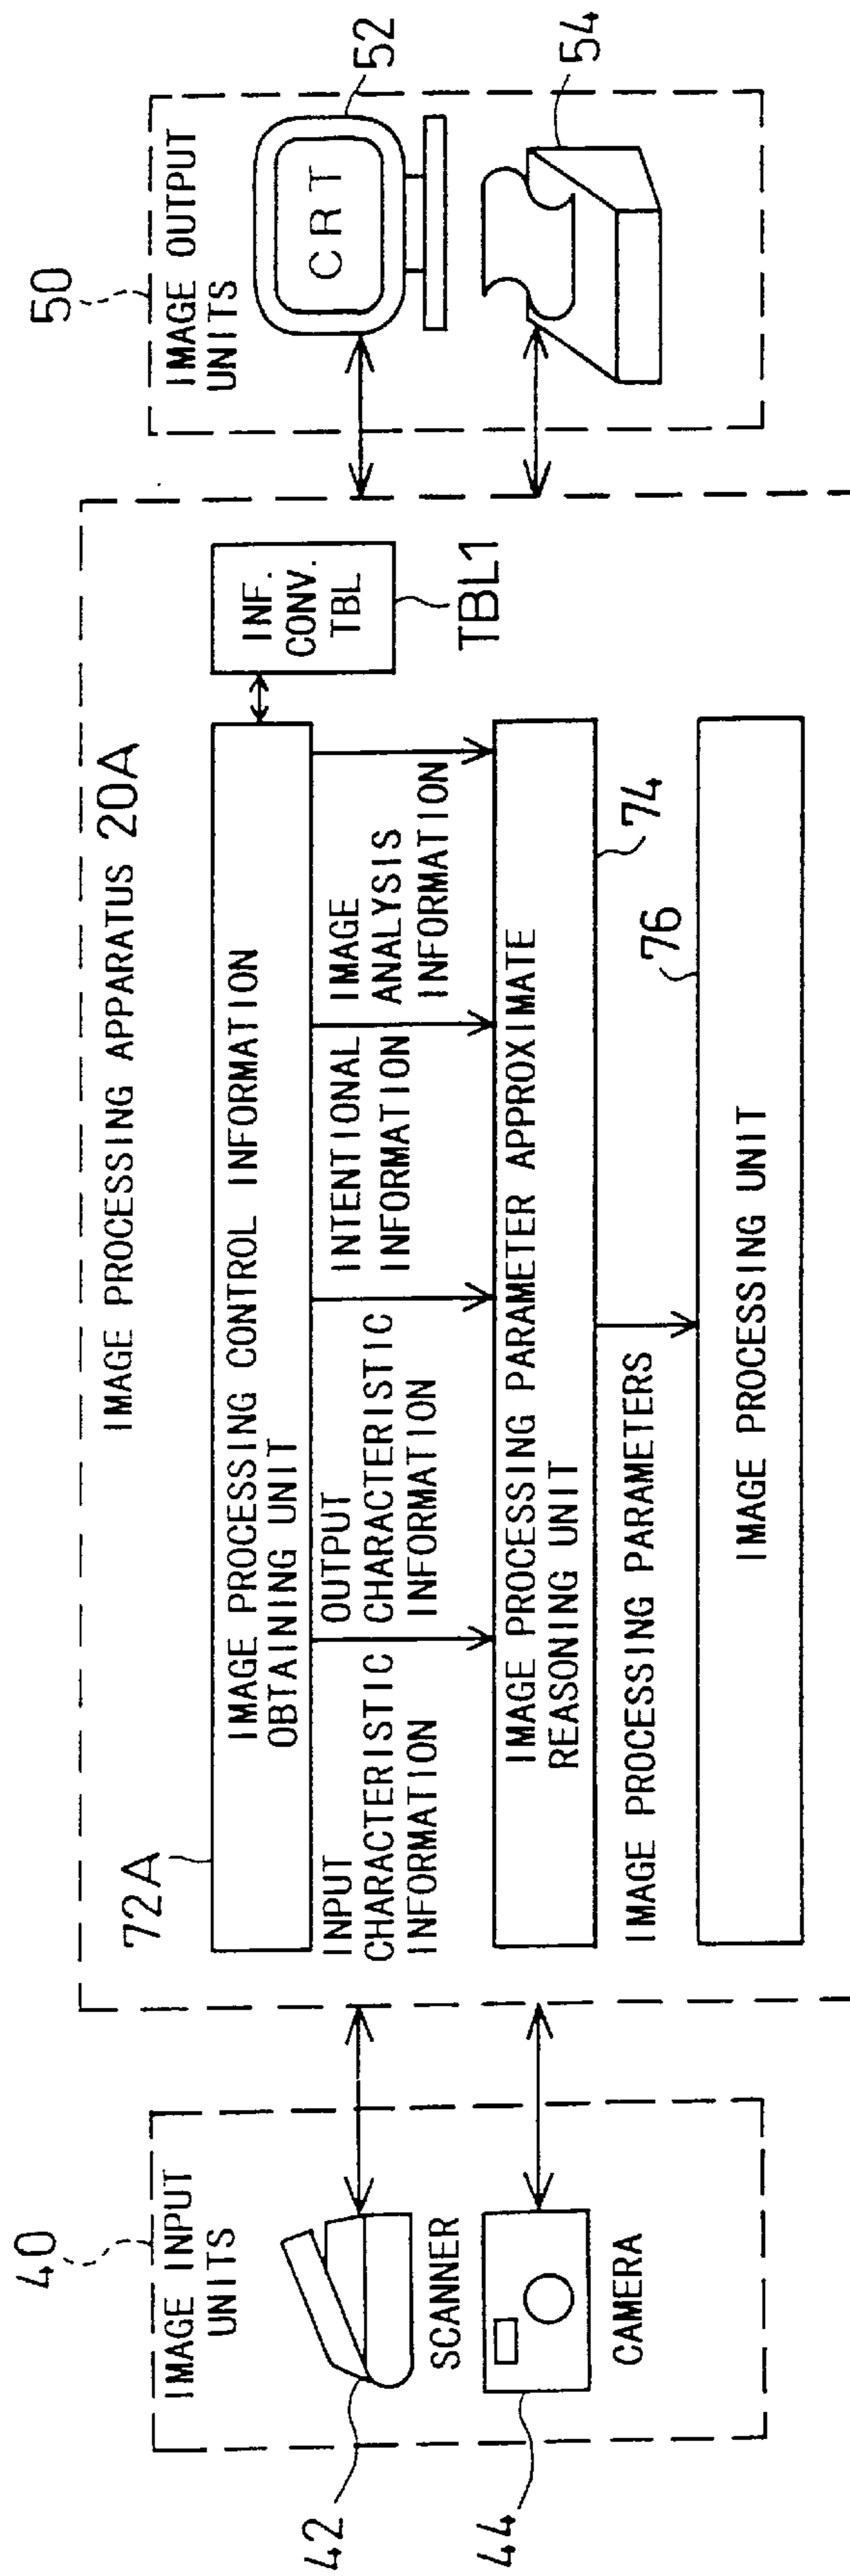 40
IMAGE INPUT
UNITS
42
SCANNER
44
CAMERA
IMAGE PROCESSING APPARATUS 20A
72A
IMAGE PROCESSING CONTROL INFORMATION
OBTAINING UNIT
INF.
CONV.
TBL
TBL1
INPUT
CHARACTERISTIC
INFORMATION
OUTPUT
CHARACTERISTIC
INFORMATION
INTENTIONAL
INFORMATION
IMAGE
ANALYSIS
INFORMATION
IMAGE PROCESSING PARAMETER APPROXIMATE
REASONING UNIT
74
IMAGE PROCESSING PARAMETERS
76
IMAGE PROCESSING UNIT
50
IMAGE OUTPUT
UNITS
CRT
52
54